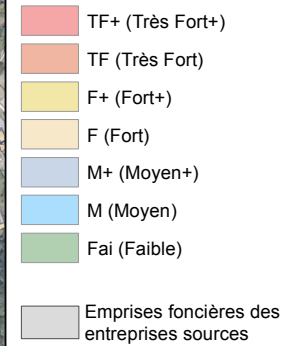 TF+ (Très Fort+)
TF (Très Fort)
F+ (Fort+)
F (Fort)
M+ (Moyen+)
M (Moyen)
Fai (Faible)
Emprises foncières des
entreprises sources